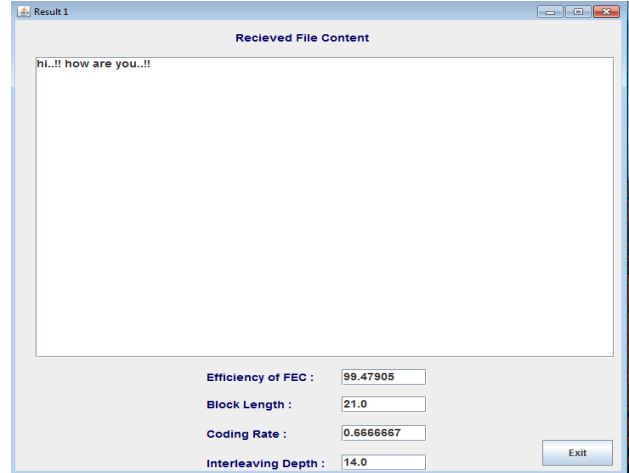 Result 1
Recieved File Content
hi..!! how are you..!!
Efficiency of FEC : 99.47905
Block Length : 21.0
Coding Rate : 0.6666667
Interleaving Depth : 14.0
Exit